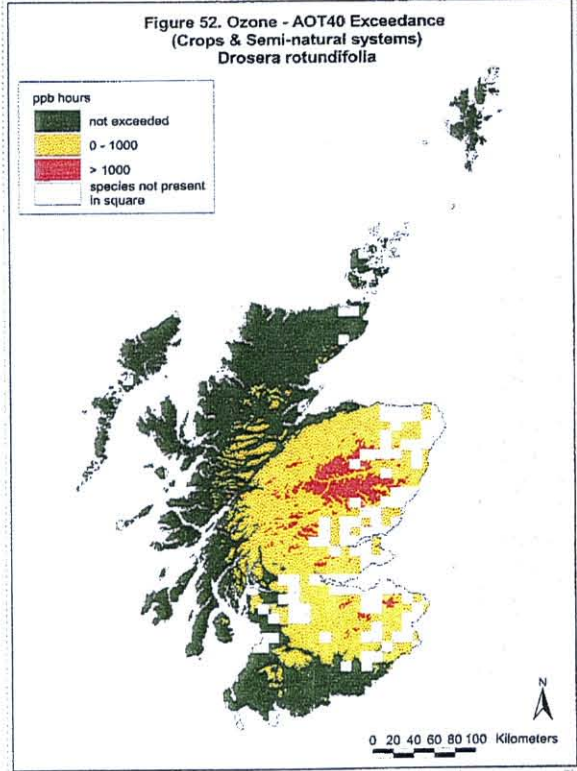 Figure 52. Ozone - AOT40 Exceedance
(Crops & Semi-natural systems)
Drosera rotundifolia
ppb hours
not exceeded
0 - 1000
> 1000
species not present
in square
N
0 20 40 60 80 100 Kilometers